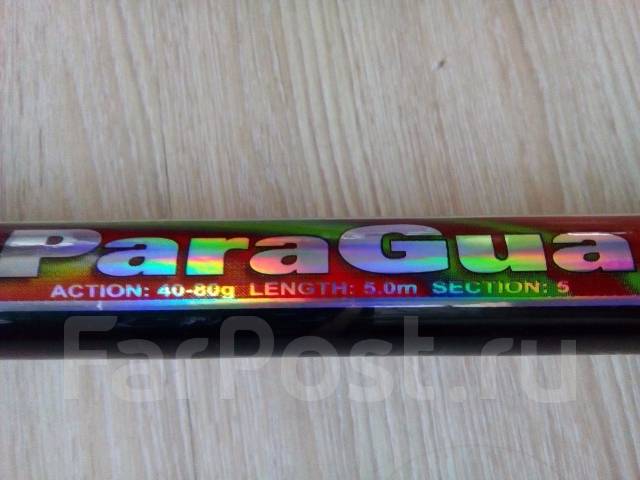 ParaGua
ACTION: 40-80g LENGTH: 5.0m SECTION: 5
FarPost.ru